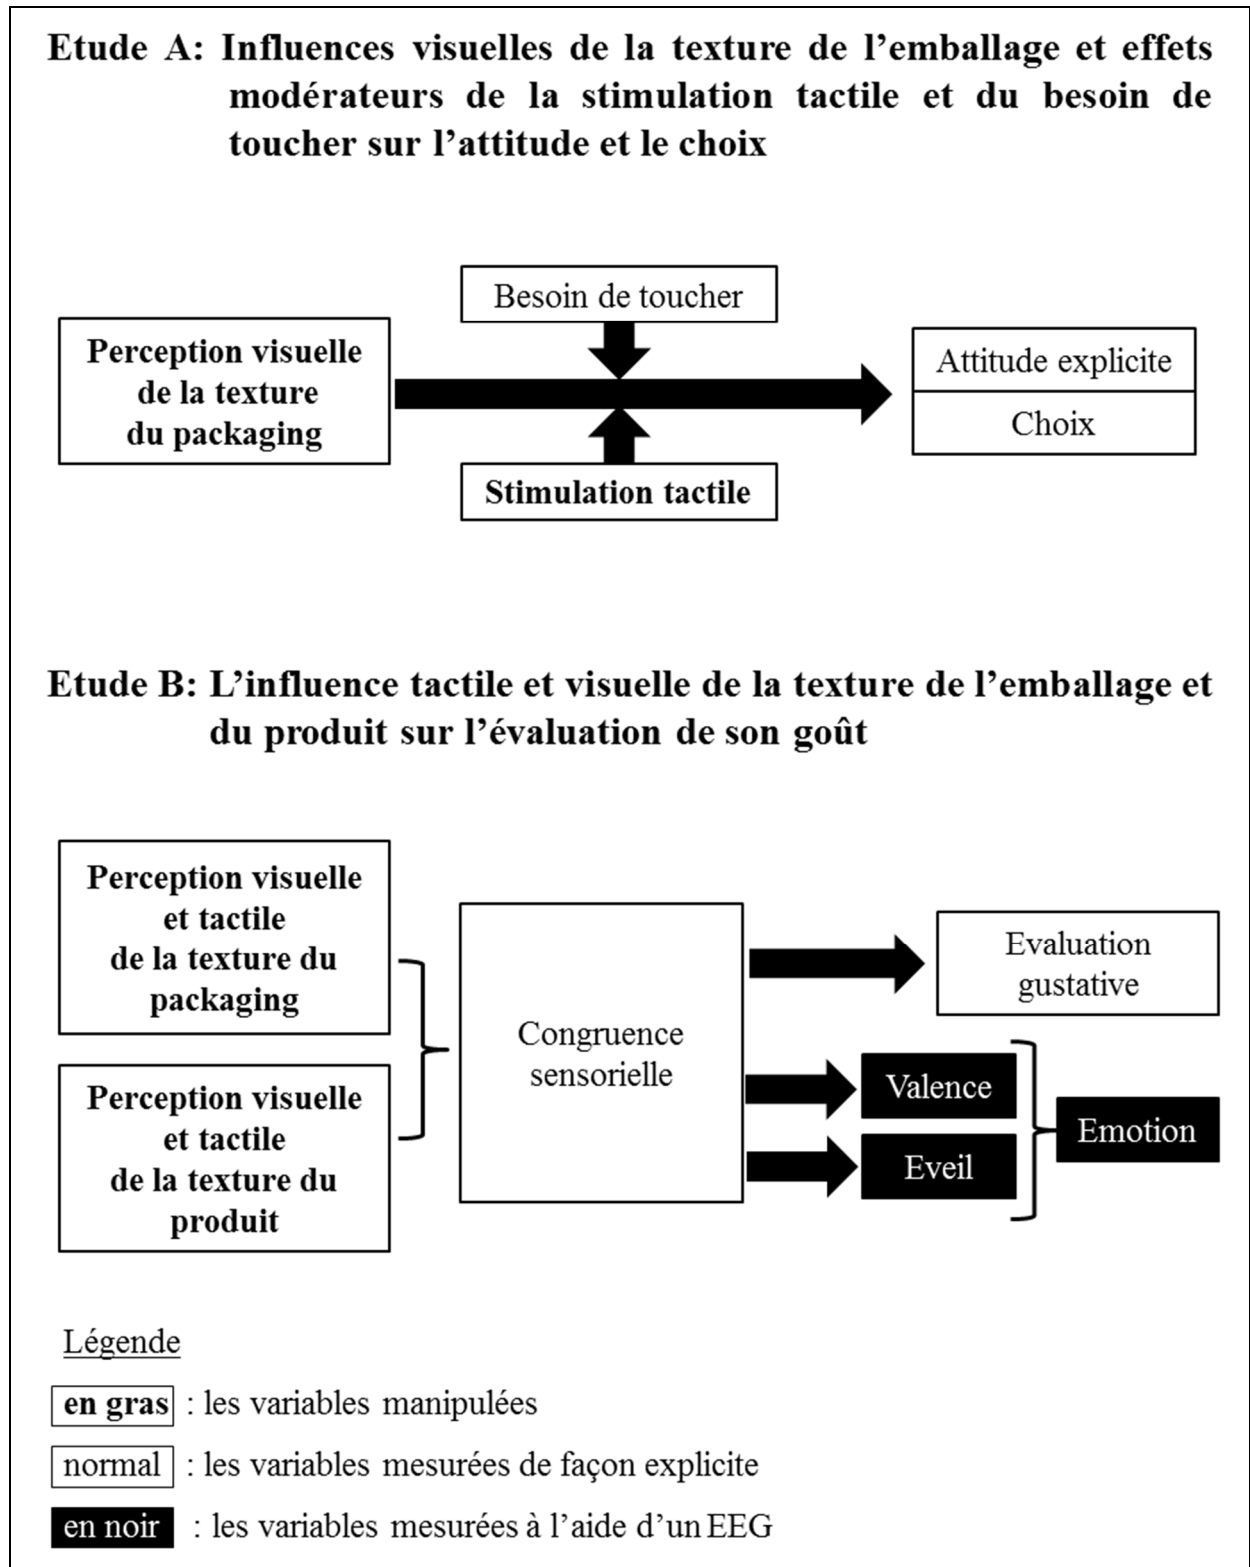 Etude A: Influences visuelles de la texture de l’emballage et effets
modérateurs de la stimulation tactile et du besoin de
toucher sur l’attitude et le choix
Besoin de toucher
Perception visuelle
de la texture
du packaging
Attitude explicite
Choix
Stimulation tactile
Etude B: L’influence tactile et visuelle de la texture de l’emballage et
du produit sur l’évaluation de son goût
Perception visuelle
et tactile
de la texture du
packaging
Perception visuelle
et tactile
de la texture du
produit
Congruence
sensorielle
Evaluation
gustative
Valence
Eveil
Emotion
Légende
en gras : les variables manipulées
normal : les variables mesurées de façon explicite
en noir : les variables mesurées à l’aide d’un EEG